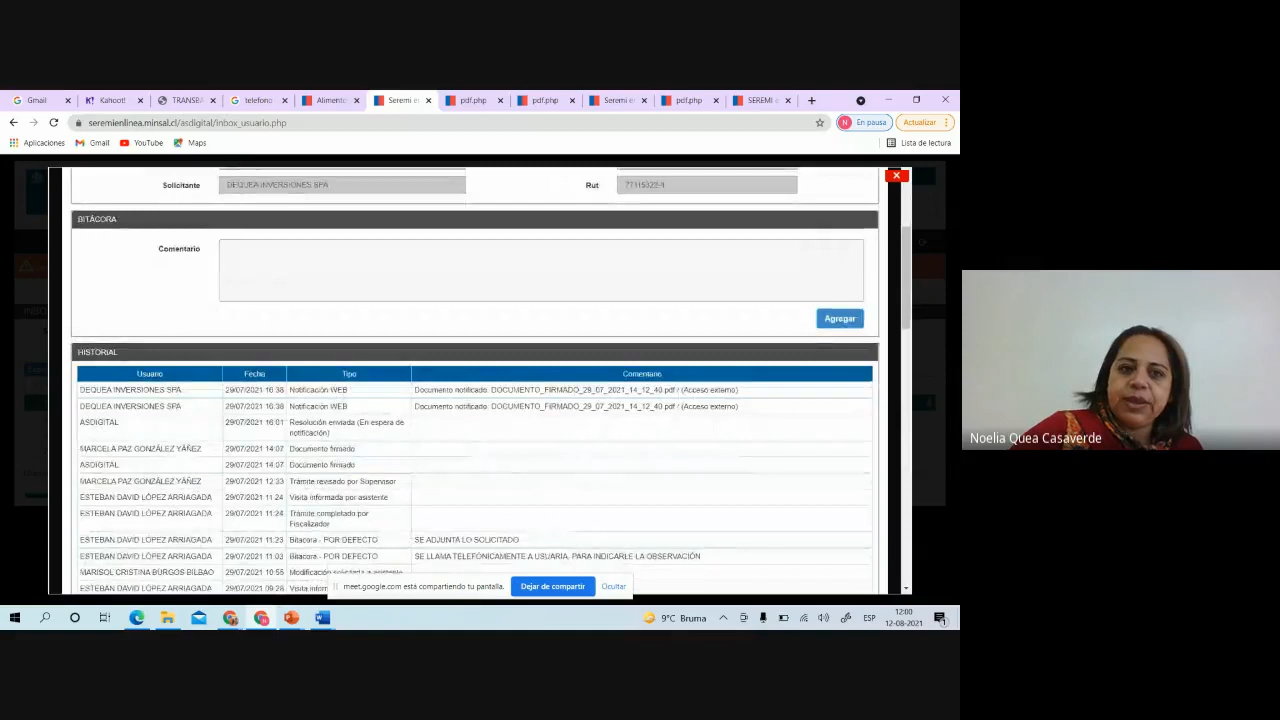 Gmail Kahoot! TRANSBA telefono Alimento Seremi en pdf.php pdf.php Seremi en pdf.php SEREMI e
seremienlinea.minsal.cl/asdigital/inbox_usuario.php En pausa Actualizar
Aplicaciones Gmail YouTube Maps Lista de lectura
Solicitante DEQUEA INVERSIONES SPA Rut
BITÁCORA
Comentario
Agregar
HISTORIAL
Usuario Fecha Tipo Comentario
DEQUEA INVERSIONES SPA 29/07/2021 16:38 Notificación WEB Documento notificado: DOCUMENTO_FIRMADO_29_07_2021_14_12_40.pdf / (Acceso externo)
DEQUEA INVERSIONES SPA 29/07/2021 16:38 Notificación WEB Documento notificado: DOCUMENTO_FIRMADO_29_07_2021_14_12_40.pdf / (Acceso externo)
ASDIGITAL 29/07/2021 16:01 Resolución enviada (En espera de
notificación)
MARCELA PAZ GONZÁLEZ YÁÑEZ 29/07/2021 14:07 Documento firmado
ASDIGITAL 29/07/2021 14:07 Documento firmado
MARCELA PAZ GONZÁLEZ YÁÑEZ 29/07/2021 12:33 Trámite revisado por Supervisor
ESTEBAN DAVID LÓPEZ ARRIAGADA 29/07/2021 11:24 Visita informada por asistente
ESTEBAN DAVID LÓPEZ ARRIAGADA 29/07/2021 11:24 Trámite completado por
Fiscalizador
ESTEBAN DAVID LÓPEZ ARRIAGADA 29/07/2021 11:23 Bitacora - POR DEFECTO SE ADJUNTA LO SOLICITADO
ESTEBAN DAVID LÓPEZ ARRIAGADA 29/07/2021 11:03 Bitacora - POR DEFECTO SE LLAMA TELEFÓNICAMENTE A USUARIA, PARA INDICARLE LA OBSERVACIÓN
MARISOL CRISTINA BURGOS BILBAO 29/07/2021 10:55 Modificación
ESTEBAN DAVID LÓPEZ ARRIAGADA 29/07/2021 09:28 Visita
meet.google.com está compartiendo tu pantalla. Dejar de compartir Ocultar
9°C Bruma ESP 12:00
12-08-2021
Noelia Quea Casaverde